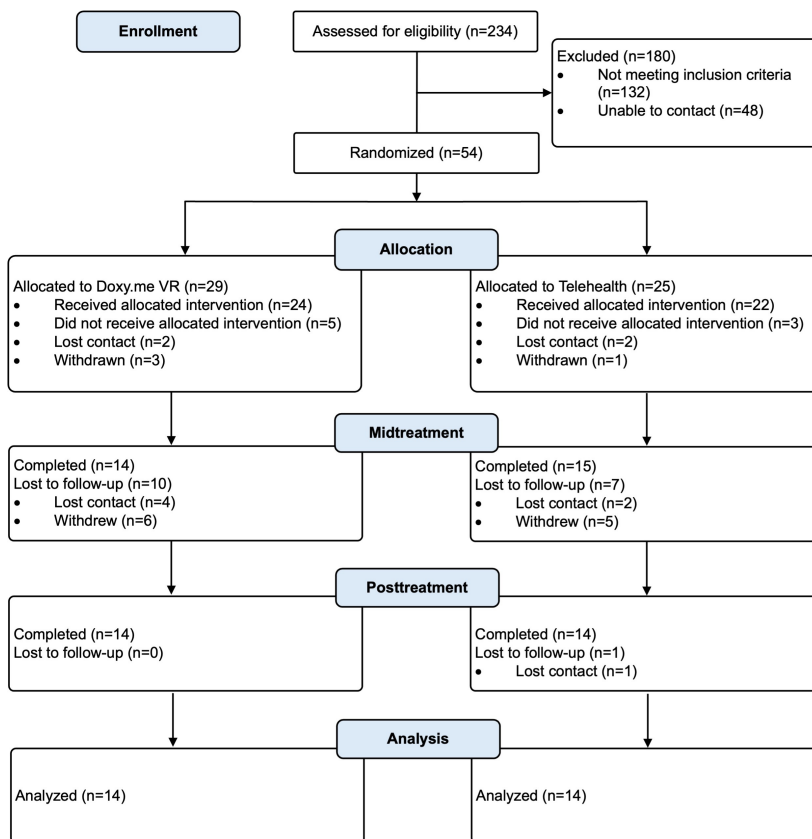 Enrollment
Assessed for eligibility (n=234)
Excluded (n=180)
• Not meeting inclusion criteria
(n=132)
• Unable to contact (n=48)
Randomized (n=54)
Allocation
Allocated to Doxy.me VR (n=29)
• Received allocated intervention (n=24)
• Did not receive allocated intervention (n=5)
• Lost contact (n=2)
• Withdrawn (n=3)
Allocated to Telehealth (n=25)
• Received allocated intervention (n=22)
• Did not receive allocated intervention (n=3)
• Lost contact (n=2)
• Withdrawn (n=1)
Midtreatment
Completed (n=14)
Lost to follow-up (n=10)
• Lost contact (n=4)
• Withdrew (n=6)
Completed (n=15)
Lost to follow-up (n=7)
• Lost contact (n=2)
• Withdrew (n=5)
Posttreatment
Completed (n=14)
Lost to follow-up (n=0)
Completed (n=14)
Lost to follow-up (n=1)
• Lost contact (n=1)
Analysis
Analyzed (n=14)
Analyzed (n=14)